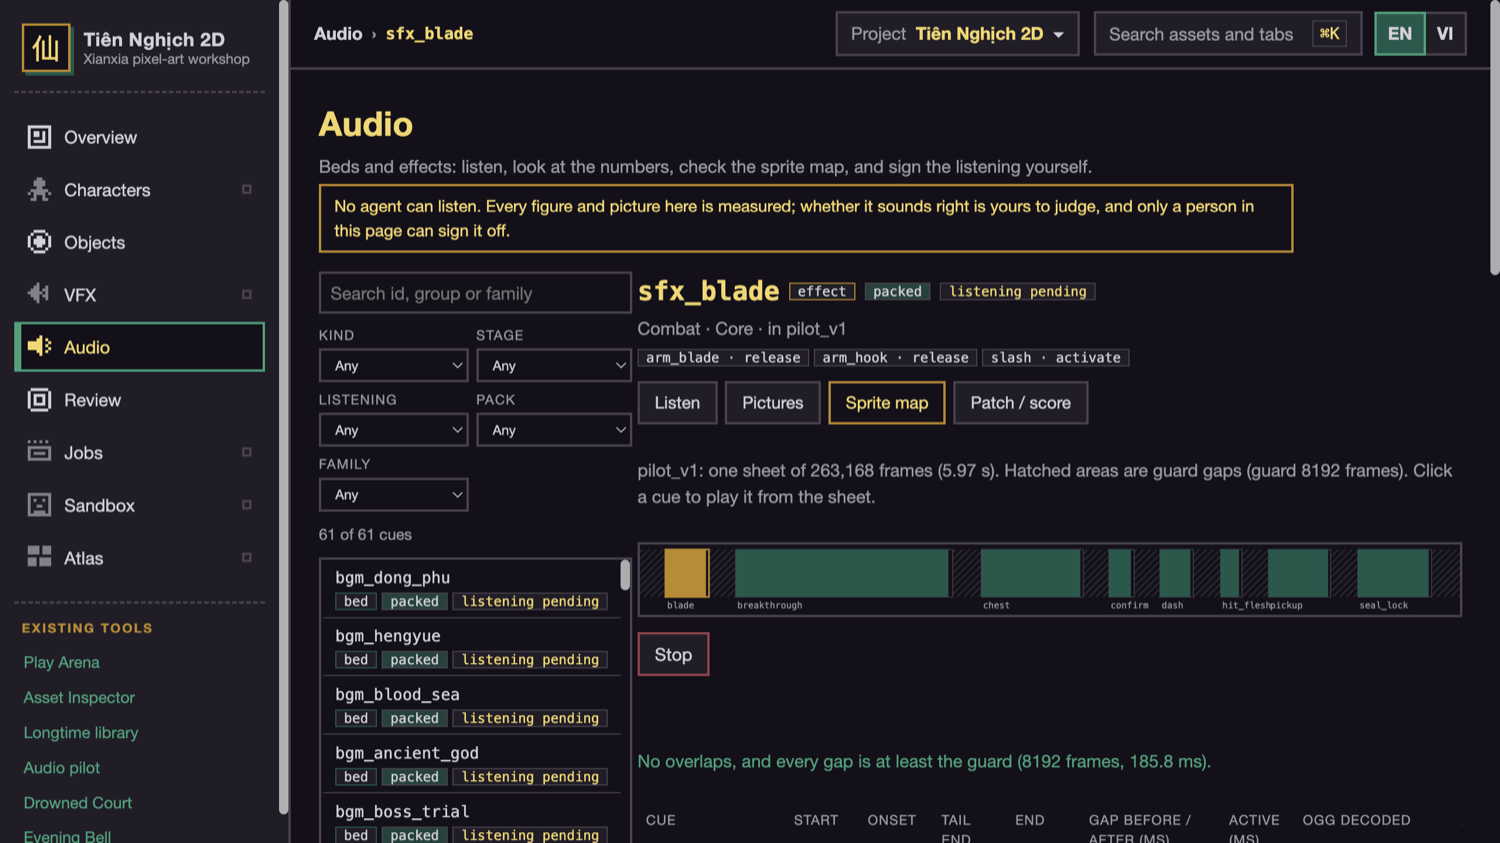 仙
Tiên Nghịch 2D
Xianxia pixel-art workshop
Overview
Characters
Objects
VFX
Audio
Review
Jobs
Sandbox
Atlas
EXISTING TOOLS
Play Arena
Asset Inspector
Longtime library
Audio pilot
Drowned Court
Evening Bell
Audio › sfx_blade
Project Tiên Nghịch 2D
Search assets and tabs ⌘K
EN VI
Audio
Beds and effects: listen, look at the numbers, check the sprite map, and sign the listening yourself.
No agent can listen. Every figure and picture here is measured; whether it sounds right is yours to judge, and only a person in
this page can sign it off.
Search id, group or family
KIND STAGE
Any Any
LISTENING PACK
Any Any
FAMILY
Any
61 of 61 cues
bgm_dong_phu
bed packed listening pending
bgm_hengyue
bed packed listening pending
bgm_blood_sea
bed packed listening pending
bgm_ancient_god
bed packed listening pending
bgm_boss_trial
bed packed listening pending
sfx_blade effect packed listening pending
Combat · Core · in pilot_v1
arm_blade · release arm_hook · release slash · activate
Listen Pictures Sprite map Patch / score
pilot_v1: one sheet of 263,168 frames (5.97 s). Hatched areas are guard gaps (guard 8192 frames). Click
a cue to play it from the sheet.
blade breakthrough chest confirm dash hit_flesh pickup seal_lock
Stop
No overlaps, and every gap is at least the guard (8192 frames, 185.8 ms).
CUE START ONSET TAIL END GAP BEFORE / ACTIVE OGG DECODED
END AFTER (MS) (MS)